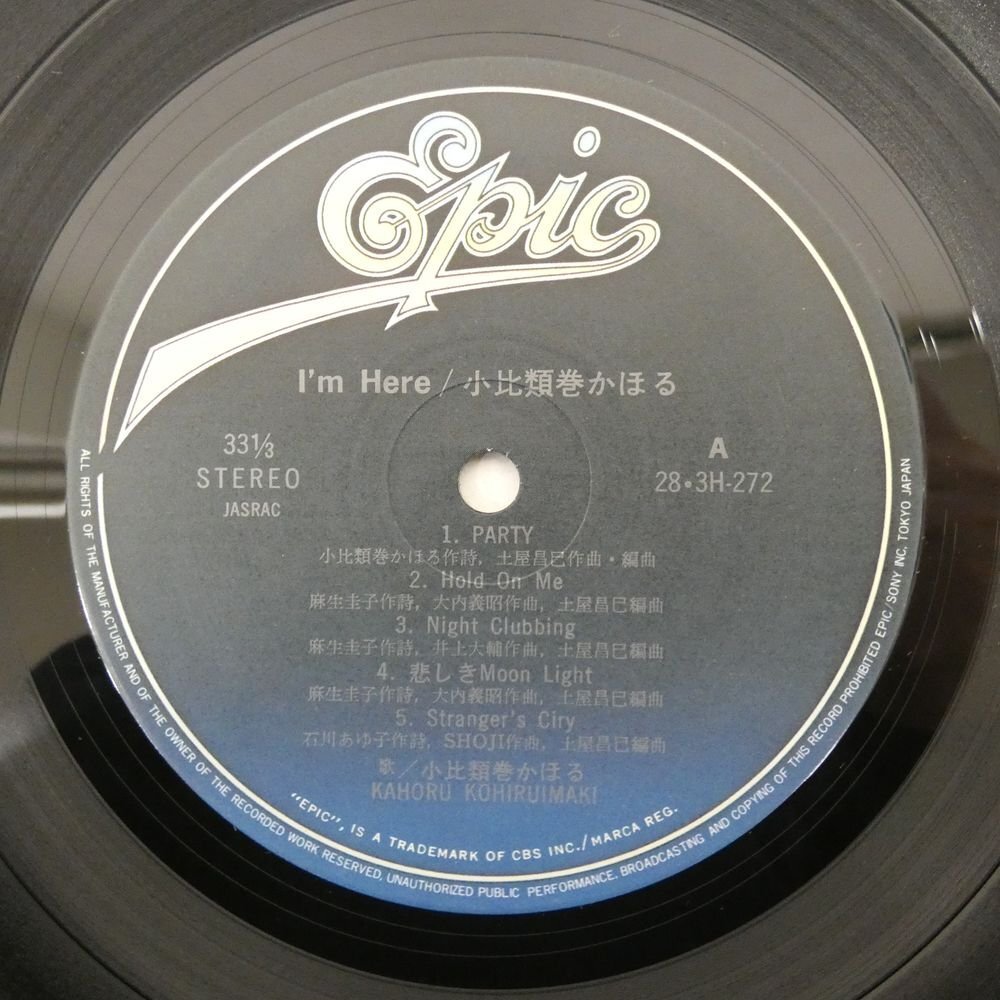 Epic
I'm Here / 小比類巻かほる
33⅓
STEREO
JASRAC
A
28・3H-272
1. PARTY
小比類巻かほる作詩, 土屋昌巳作曲・編曲
2. Hold On Me
麻生圭子作詩, 大内義昭作曲, 土屋昌巳編曲
3. Night Clubbing
麻生圭子作詩, 井上大輔作曲, 土屋昌巳編曲
4. 悲しきMoon Light
麻生圭子作詩, 大内義昭作曲, 土屋昌巳編曲
5. Stranger's Ciry
石川あゆ子作詩, SHOJI作曲, 土屋昌巳編曲
歌／小比類巻かほる
KAHORU KOHIRUIMAKI
"EPIC", IS A TRADEMARK OF CBS INC./MARCA REG.
ALL RIGHTS OF THE MANUFACTURER AND OF THE OWNER OF THE RECORDED WORK RESERVED, UNAUTHORIZED PUBLIC PERFORMANCE, BROADCASTING AND COPYING OF THIS RECORD PROHIBITED EPIC/SONY INC. TOKYO JAPAN